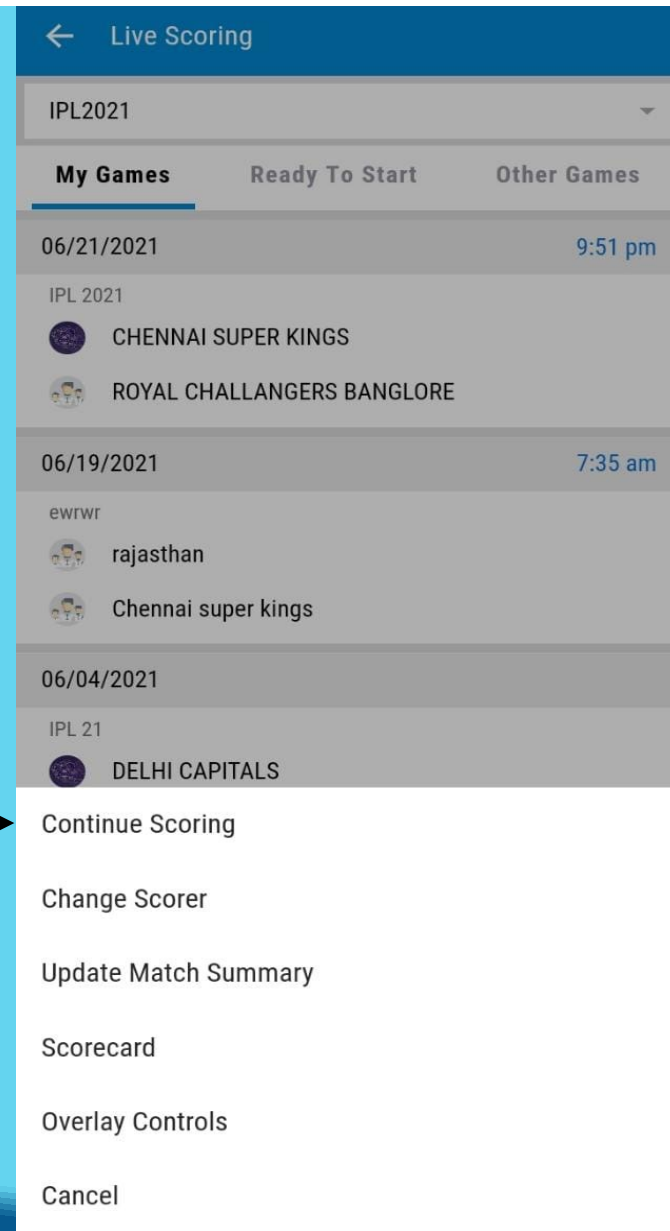 Live Scoring
IPL2021
My Games Ready To Start Other Games
06/21/2021 9:51 pm
IPL 2021
CHENNAI SUPER KINGS
ROYAL CHALLANGERS BANGLORE
06/19/2021 7:35 am
ewrwr
rajasthan
Chennai super kings
06/04/2021
IPL 21
DELHI CAPITALS
Continue Scoring
Change Scorer
Update Match Summary
Scorecard
Overlay Controls
Cancel